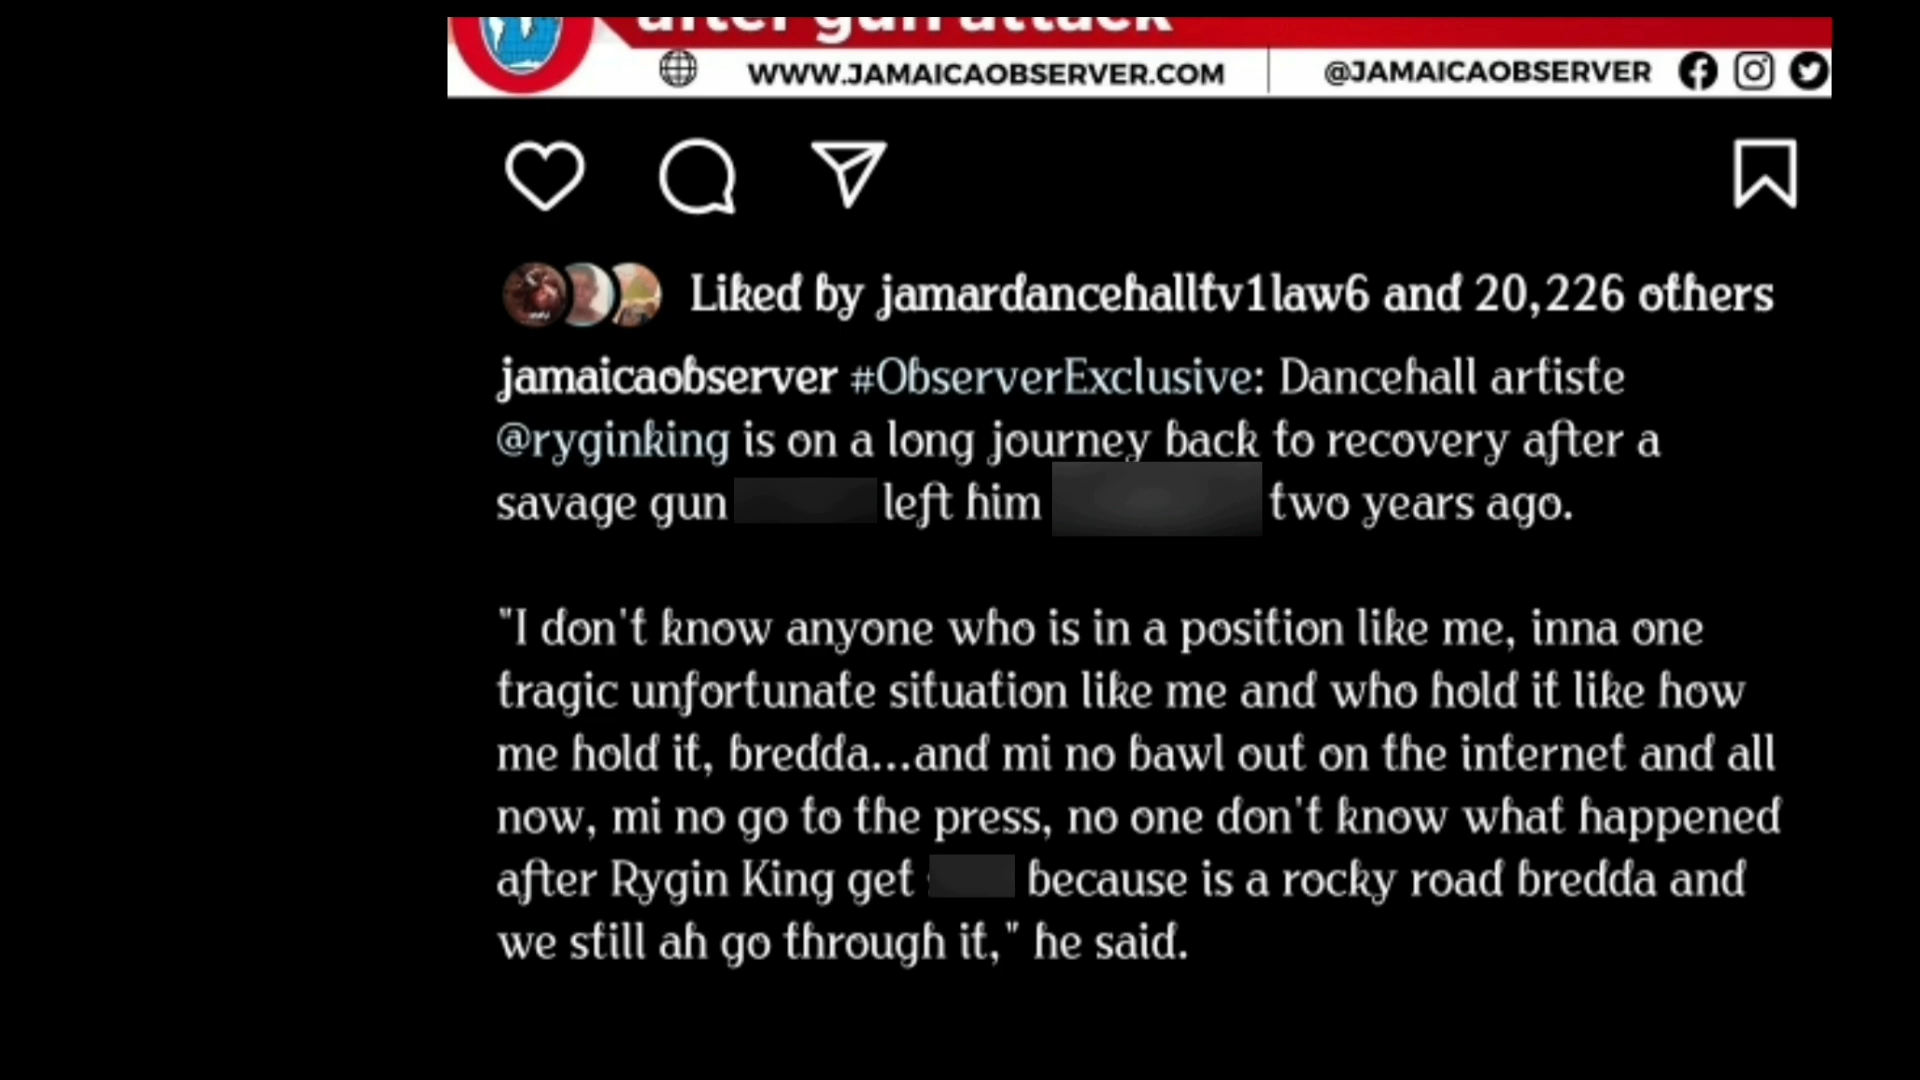 after gun attack
WWW.JAMAICAOBSERVER.COM
@JAMAICAOBSERVER
Liked by jamardancehalltv1law6 and 20,226 others
jamaicaobserver #ObserverExclusive: Dancehall artiste
@ryginking is on a long journey back to recovery after a
savage gun left him two years ago.
"I don't know anyone who is in a position like me, inna one
tragic unfortunate situation like me and who hold it like how
me hold it, bredda...and mi no bawl out on the internet and all
now, mi no go to the press, no one don't know what happened
after Rygin King get because is a rocky road bredda and
we still ah go through it," he said.